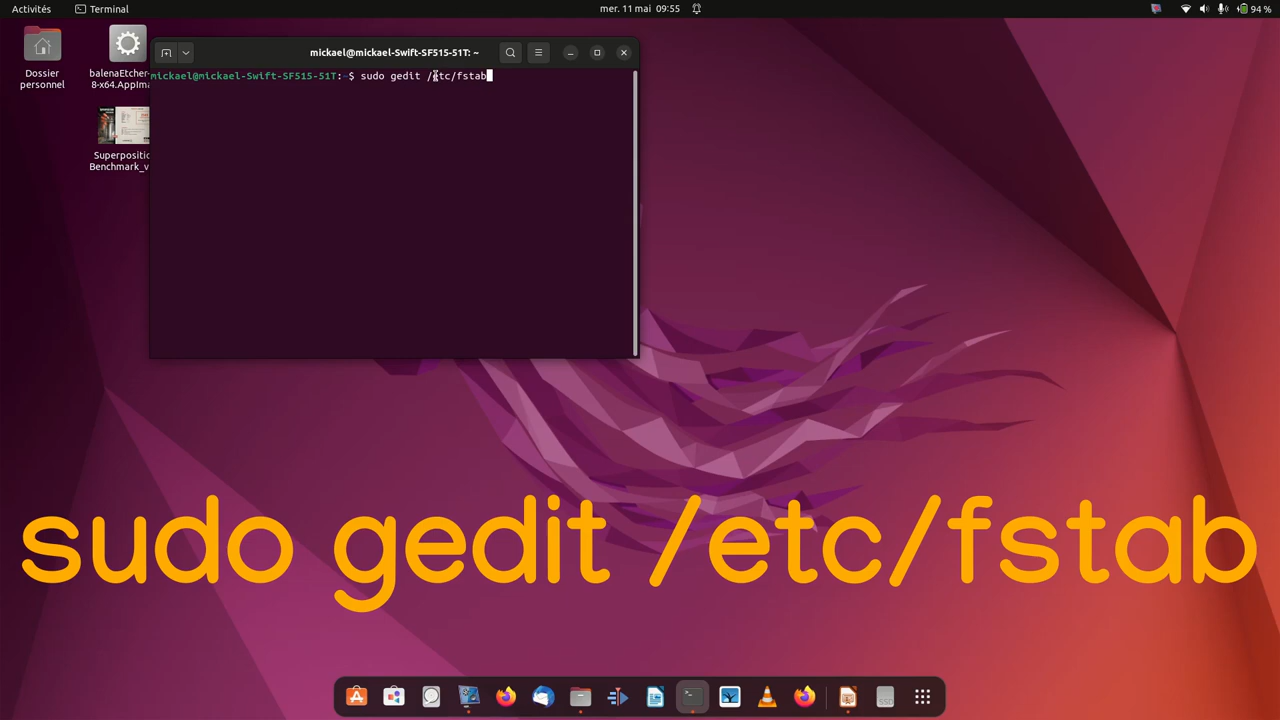 Activités
Terminal
mer. 11 mai 09:55
94 %
Dossier
personnel
balenaEtcher-
8-x64.AppIma
Superpositio
Benchmark_v
mickael@mickael-Swift-SF515-51T: ~
mickael@mickael-Swift-SF515-51T:~$ sudo gedit /etc/fstab
sudo gedit /etc/fstab
SSD